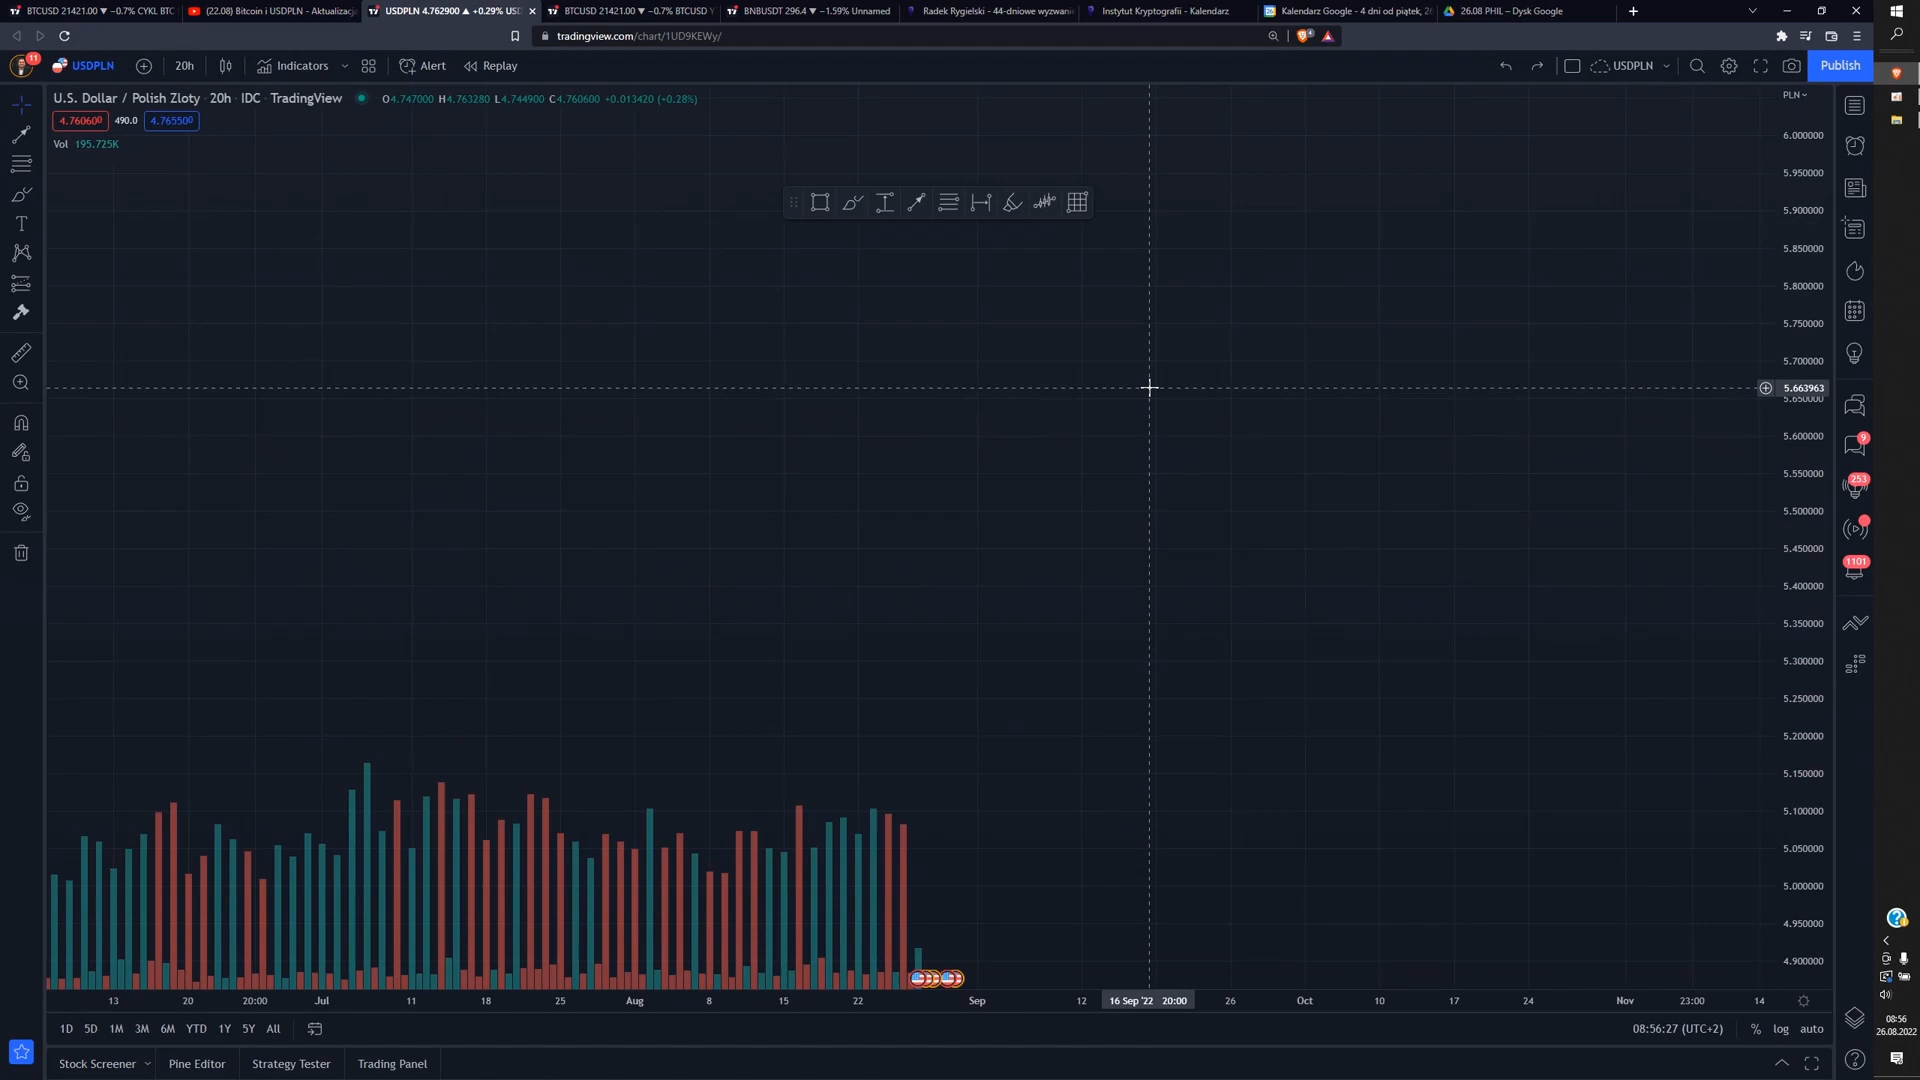 BTCUSD 21421.00 ▼ −0.7% CYKL BTC
(22.08) Bitcoin i USDPLN - Aktualizacj
USDPLN 4.762900 ▲ +0.29% USD
BTCUSD 21421.00 ▼ −0.7% BTCUSD Y
BNBUSDT 296.4 ▼ −1.59% Unnamed
Radek Rygielski - 44-dniowe wyzwani
Instytut Kryptografii - Kalendarz
Kalendarz Google - 4 dni od piątek, 26
26.08 PHIL – Dysk Google
tradingview.com/chart/1UD9KEWy/
4
11
USDPLN
20h
Indicators
Alert
Replay
USDPLN
Publish
U.S. Dollar / Polish Zloty · 20h · IDC · TradingView
O4.747000 H4.763280 L4.744900 C4.760600 +0.013420 (+0.28%)
PLN
4.760600
490.0
4.765500
Vol 195.725K
6.000000
5.950000
5.900000
5.850000
5.800000
5.750000
5.700000
5.663963
5.650000
5.600000
5.550000
5.500000
5.450000
5.400000
5.350000
5.300000
5.250000
5.200000
5.150000
5.100000
5.050000
5.000000
4.950000
4.900000
9
253
1101
13
20
20:00
Jul
11
18
25
Aug
8
15
22
Sep
12
16 Sep '22 20:00
26
Oct
10
17
24
Nov
23:00
14
1D
5D
1M
3M
6M
YTD
1Y
5Y
All
08:56:27 (UTC+2)
%
log
auto
Stock Screener
Pine Editor
Strategy Tester
Trading Panel
08:56
26.08.2022